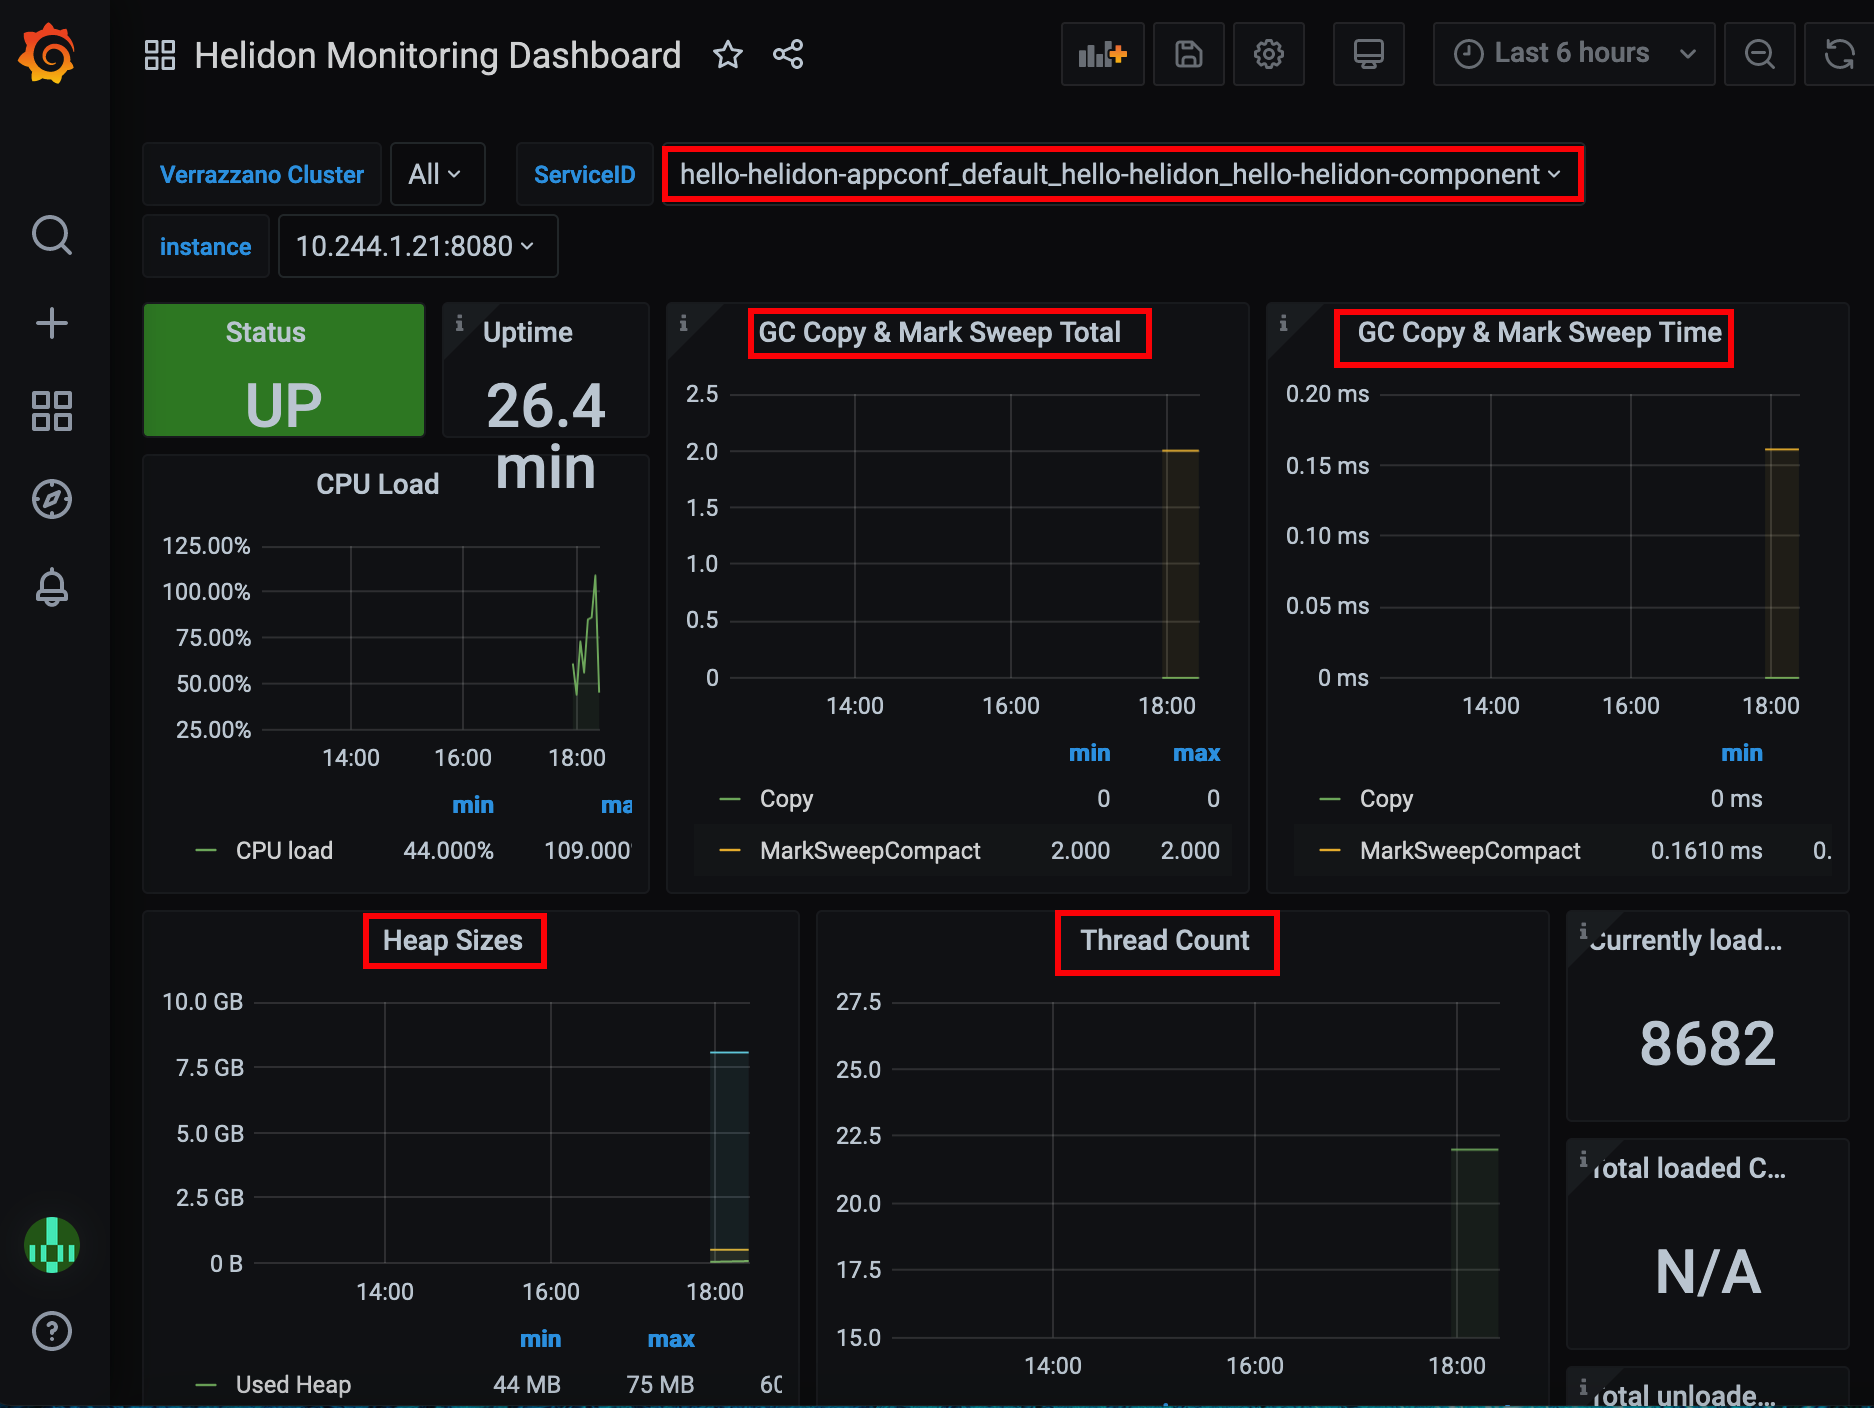 Helidon Monitoring Dashboard
Last 6 hours
Verrazzano Cluster All ServiceID hello-helidon-appconf_default_hello-helidon_hello-helidon-component
instance 10.244.1.21:8080
Status
UP
Uptime
26.4
min
CPU Load
125.00%
100.00%
75.00%
50.00%
25.00%
14:00 16:00 18:00
min ma
CPU load 44.000% 109.000
GC Copy & Mark Sweep Total
2.5
2.0
1.5
1.0
0.5
0
14:00 16:00 18:00
min max
Copy 0 0
MarkSweepCompact 2.000 2.000
GC Copy & Mark Sweep Time
0.20 ms
0.15 ms
0.10 ms
0.05 ms
0 ms
14:00 16:00 18:00
min
Copy 0 ms
MarkSweepCompact 0.1610 ms 0.
Heap Sizes
10.0 GB
7.5 GB
5.0 GB
2.5 GB
0 B
14:00 16:00 18:00
min max
Used Heap 44 MB 75 MB 60
Thread Count
27.5
25.0
22.5
20.0
17.5
15.0
14:00 16:00 18:00
Currently load...
8682
Total loaded C...
N/A
Total unloade...